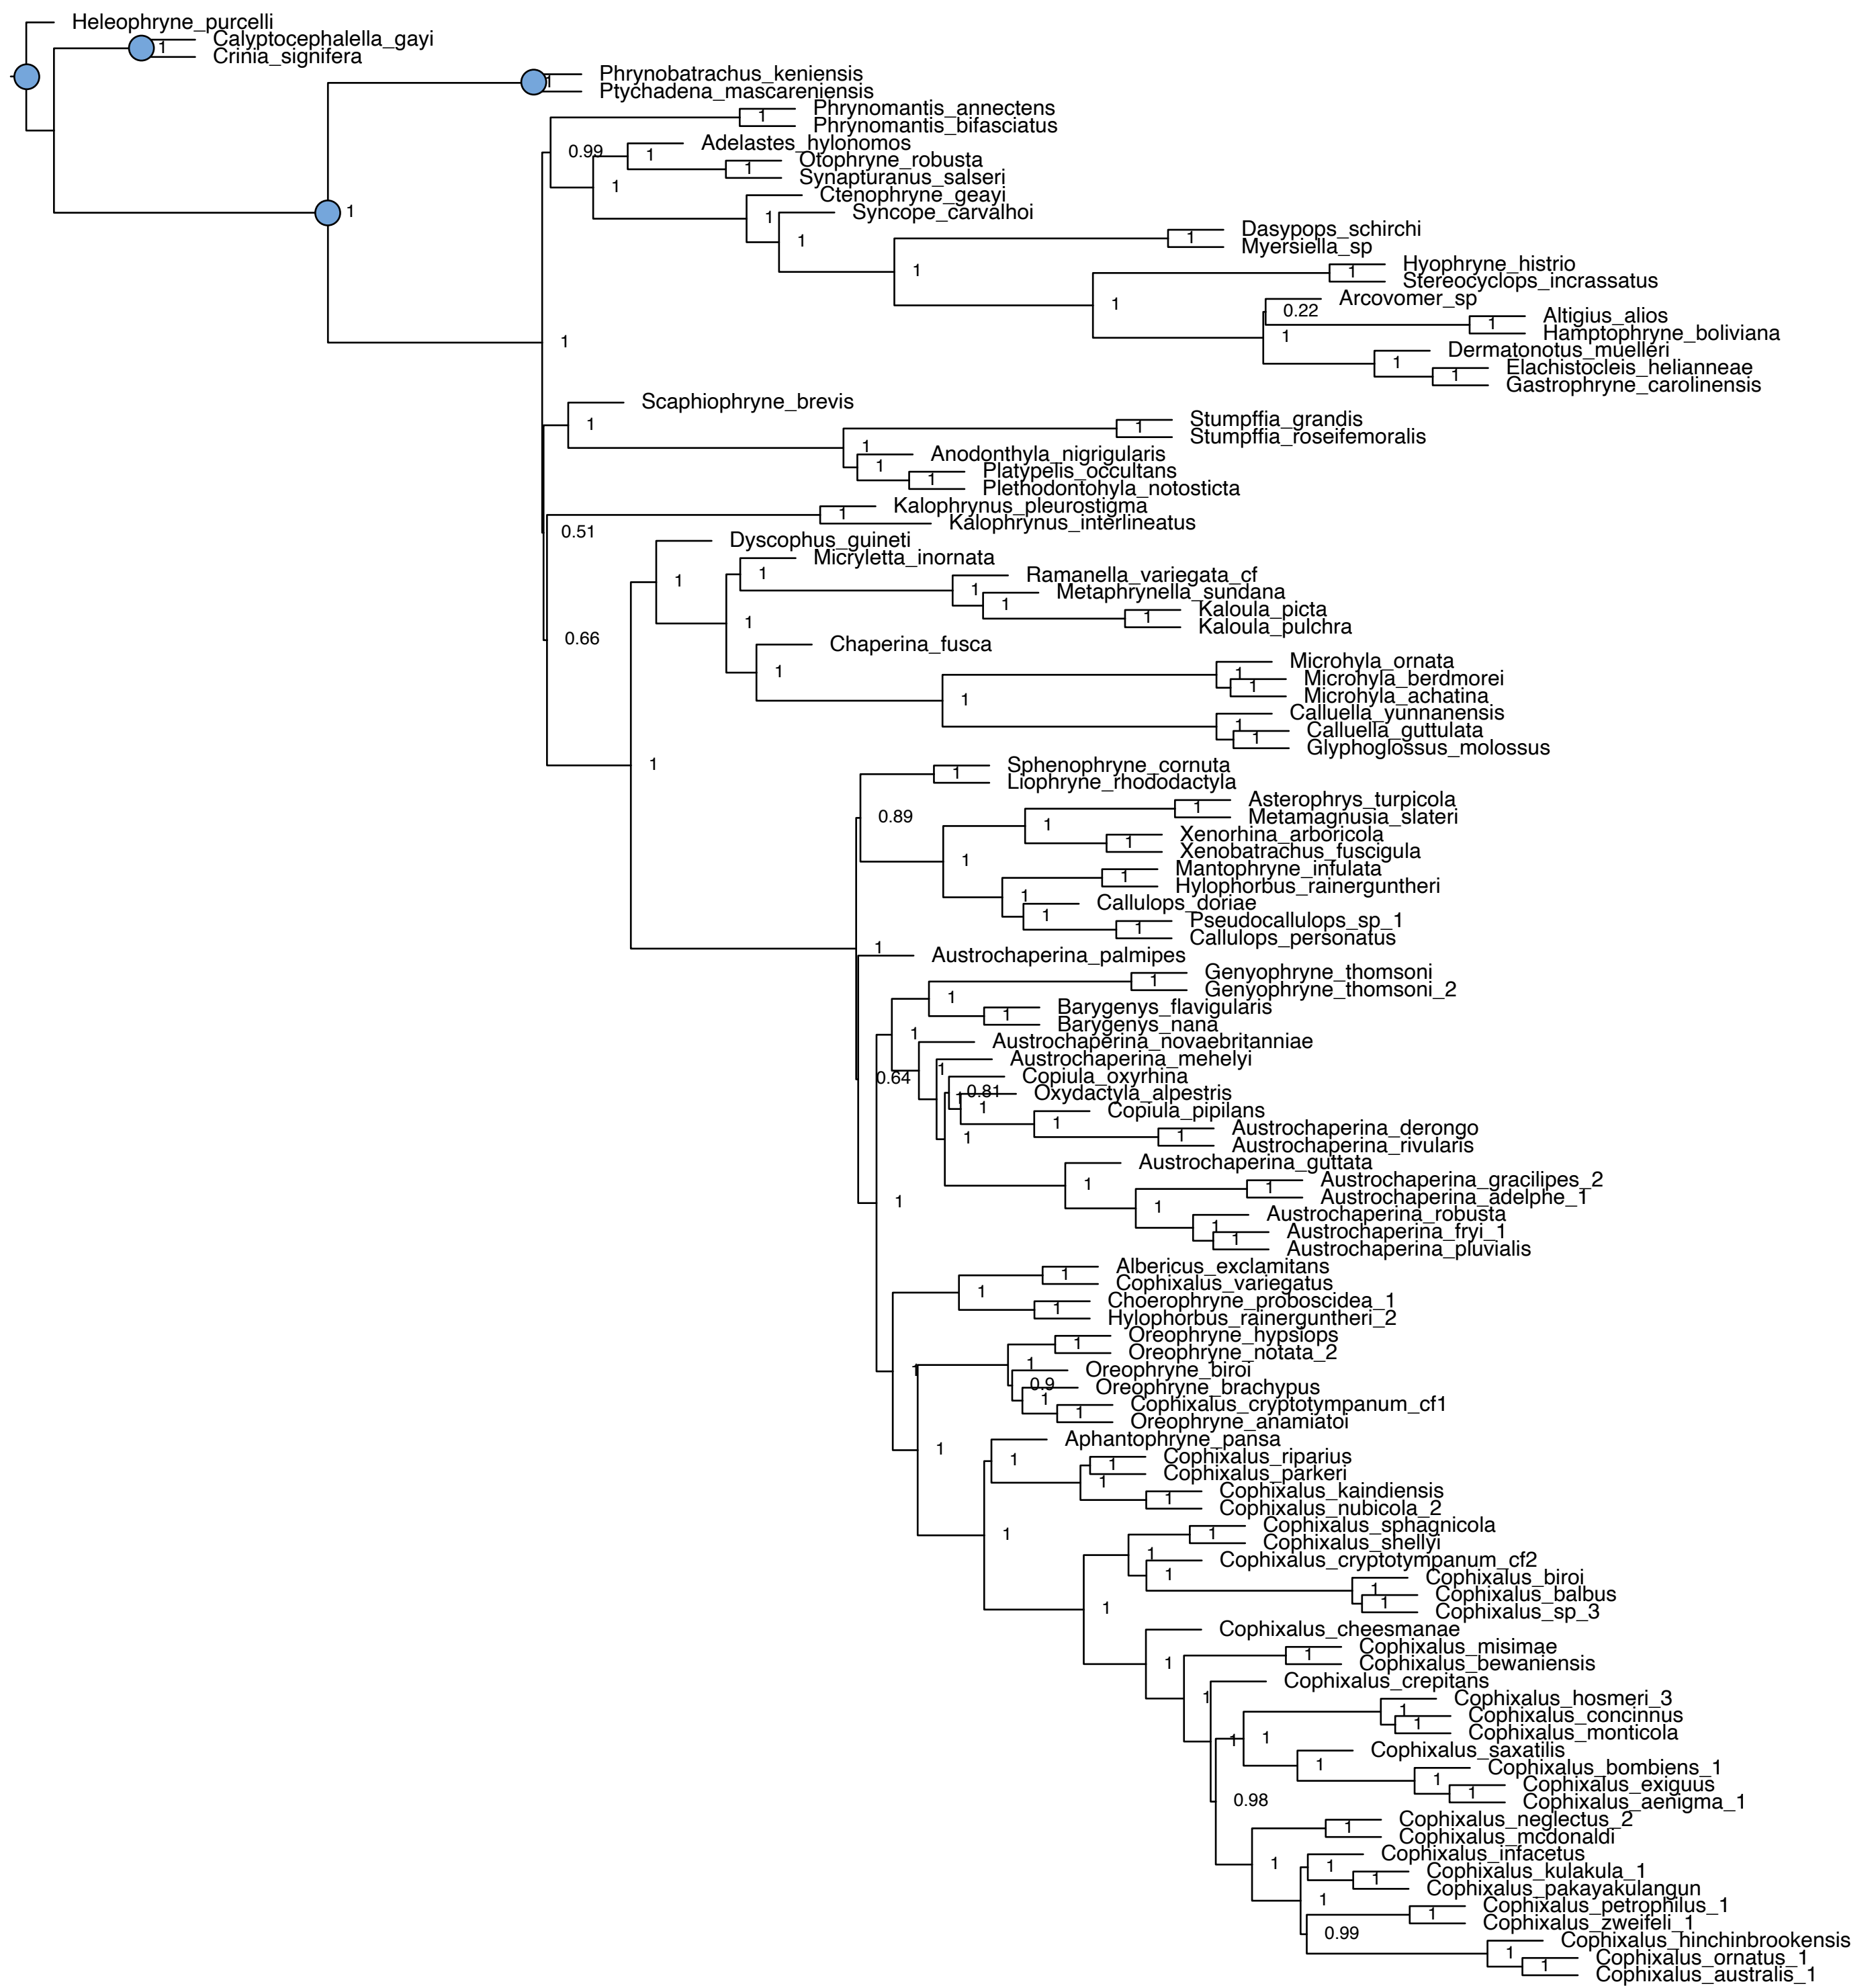 Heleophryne_purcelli
Calyptocephalella_gayi
1
Crinia_signifera
Phrynobatrachus_keniensis
1
Ptychadena_mascareniensis
Phrynomantis_annectens
1
Phrynomantis_bifasciatus
Adelastes_hylonomos
0.99
1
Otophryne_robusta
1
Synapturanus_salseri
1
Ctenophryne_geayi
1
Syncope_carvalhoi
1
Dasypops_schirchi
1
1
Myersiella_sp
Hyophryne_histrio
1
1
Stereocyclops_incrassatus
Arcovomer_sp
1
0.22
Altigius_alios
1
Hamptophryne_boliviana
1
1
Dermatonotus_muelleri
1
Elachistocleis_helianneae
1
Gastrophryne_carolinensis
Scaphiophryne_brevis
Stumpffia_grandis
1
1
Stumpffia_roseifemoralis
1
Anodonthyla_nigrigularis
1
Platypelis_occultans
1
Plethodontohyla_notosticta
Kalophrynus_pleurostigma
1
Kalophrynus_interlineatus
0.51
Dyscophus_guineti
Micryletta_inornata
1
1
Ramanella_variegata_cf
1
Metaphrynella_sundana
1
Kaloula_picta
1
1
Kaloula_pulchra
0.66
Chaperina_fusca
Microhyla_ornata
1
1
Microhyla_berdmorei
1
Microhyla_achatina
1
Calluella_yunnanensis
1
Calluella_guttulata
1
Glyphoglossus_molossus
1
Sphenophryne_cornuta
1
Liophryne_rhododactyla
Asterophrys_turpicola
1
0.89
1
Metamagnusia_slateri
Xenorhina_arboricola
1
Xenobatrachus_fuscigula
1
Mantophryne_infulata
1
Hylophorbus_rainerguntheri
1
Callulops_doriae
1
Pseudocallulops_sp_1
1
Callulops_personatus
1
Austrochaperina_palmipes
Genyophryne_thomsoni
1
Genyophryne_thomsoni_2
1
Barygenys_flavigularis
1
Barygenys_nana
1
Austrochaperina_novaebritanniae
Austrochaperina_mehelyi
1
0.64
Copiula_oxyrhina
0.81
1
Oxydactyla_alpestris
1
Copiula_pipilans
1
Austrochaperina_derongo
1
1
Austrochaperina_rivularis
Austrochaperina_guttata
1
Austrochaperina_gracilipes_2
1
Austrochaperina_adelphe_1
1
1
Austrochaperina_robusta
1
Austrochaperina_fryi_1
1
Austrochaperina_pluvialis
Albericus_exclamitans
1
Cophixalus_variegatus
1
Choerophryne_proboscidea_1
1
Hylophorbus_rainerguntheri_2
Oreophryne_hypsiops
1
Oreophryne_notata_2
1
1
Oreophryne_biroi
0.9
Oreophryne_brachypus
1
Cophixalus_cryptotympanum_cf1
1
Oreophryne_anamiatoi
1
Aphantophryne_pansa
1
Cophixalus_riparius
1
Cophixalus_parkeri
1
Cophixalus_kaindiensis
1
Cophixalus_nubicola_2
1
Cophixalus_sphagnicola
1
Cophixalus_shellyi
1
Cophixalus_cryptotympanum_cf2
1
Cophixalus_biroi
1
Cophixalus_balbus
1
1
Cophixalus_sp_3
Cophixalus_cheesmanae
Cophixalus_misimae
1
1
Cophixalus_bewaniensis
Cophixalus_crepitans
1
Cophixalus_hosmeri_3
1
Cophixalus_concinnus
1
Cophixalus_monticola
1
1
Cophixalus_saxatilis
1
Cophixalus_bombiens_1
1
Cophixalus_exiguus
1
Cophixalus_aenigma_1
0.98
Cophixalus_neglectus_2
1
Cophixalus_mcdonaldi
Cophixalus_infacetus
1
1
Cophixalus_kulakula_1
1
Cophixalus_pakayakulangun
1
Cophixalus_petrophilus_1
1
Cophixalus_zweifeli_1
0.99
Cophixalus_hinchinbrookensis
1
Cophixalus_ornatus_1
1
Cophixalus_australis_1